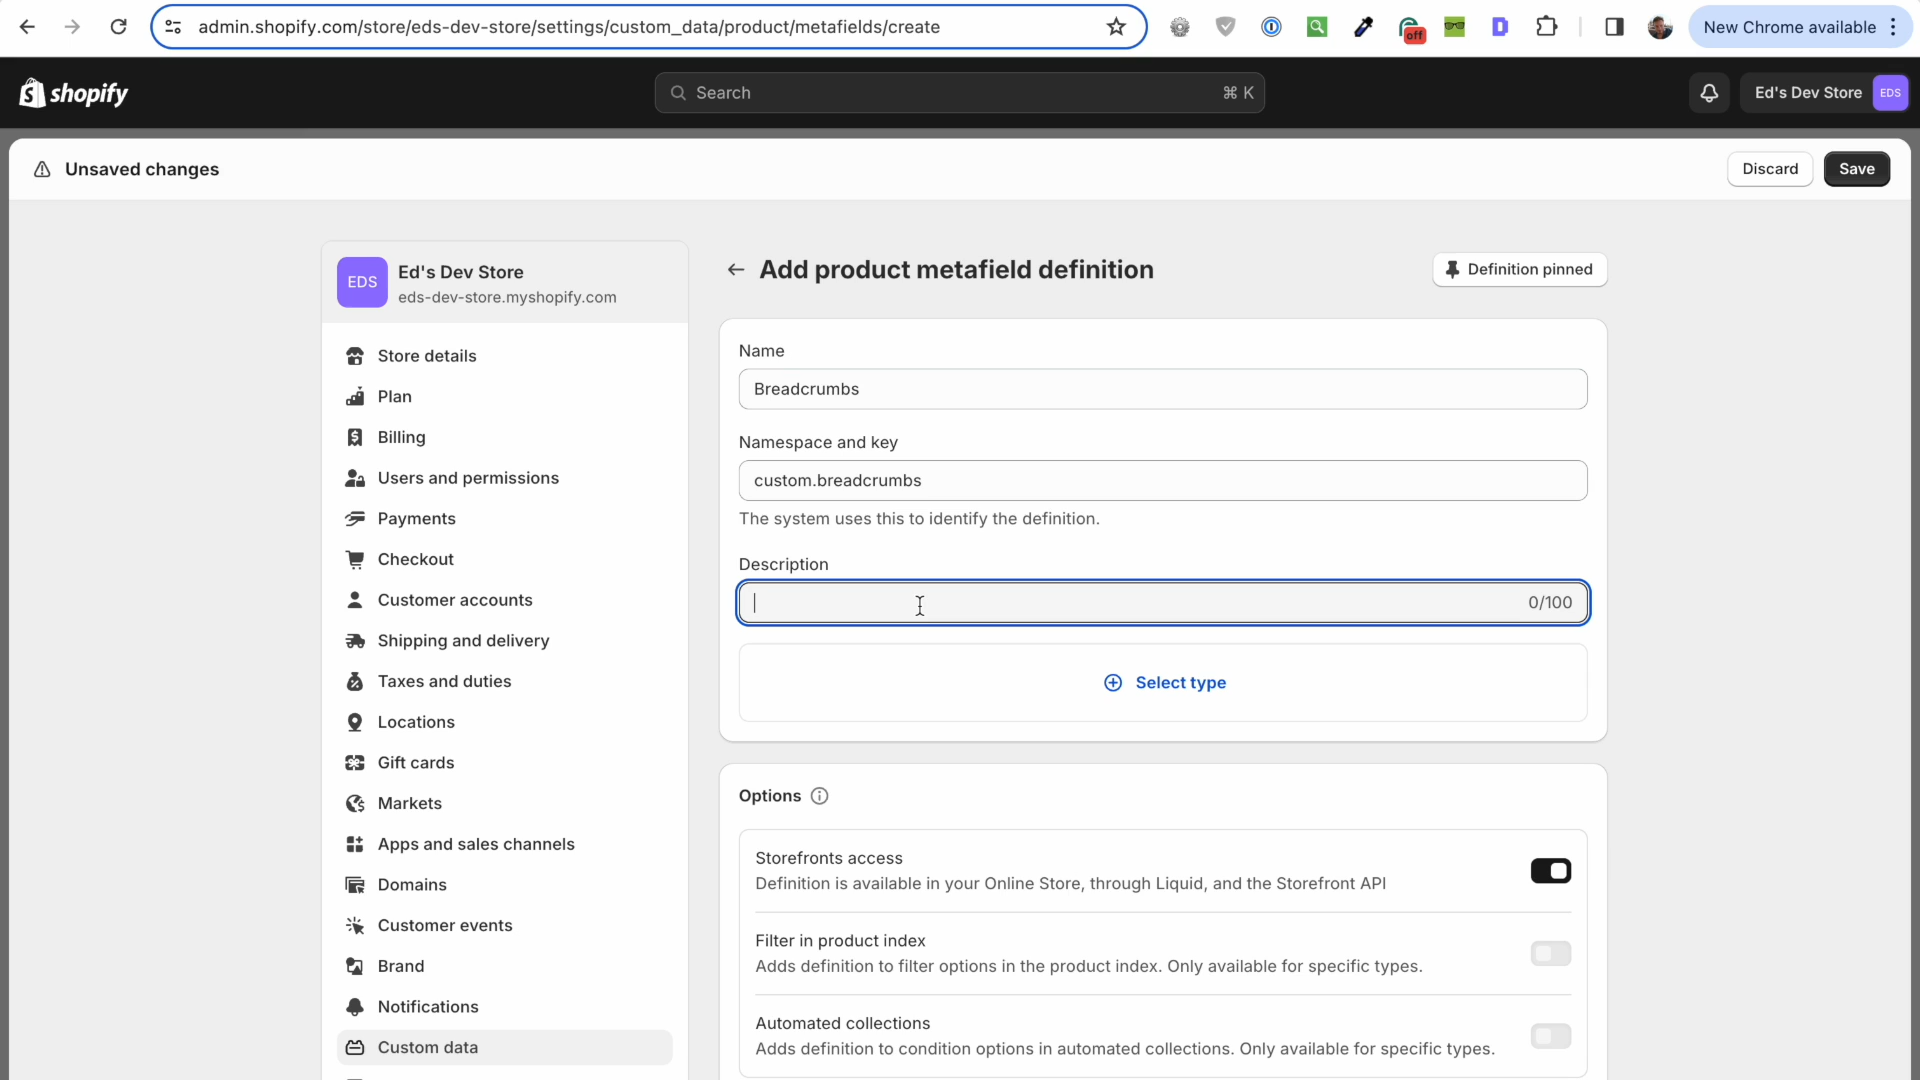 admin.shopify.com/store/eds-dev-store/settings/custom_data/product/metafields/create
off
New Chrome available
shopify
Search
⌘ K
Ed's Dev Store
EDS
Unsaved changes
Discard
Save
EDS
Ed's Dev Store
eds-dev-store.myshopify.com
Store details
Plan
Billing
Users and permissions
Payments
Checkout
Customer accounts
Shipping and delivery
Taxes and duties
Locations
Gift cards
Markets
Apps and sales channels
Domains
Customer events
Brand
Notifications
Custom data
Add product metafield definition
Definition pinned
Name
Breadcrumbs
Namespace and key
custom.breadcrumbs
The system uses this to identify the definition.
Description
0/100
Select type
Options
Storefronts access
Definition is available in your Online Store, through Liquid, and the Storefront API
Filter in product index
Adds definition to filter options in the product index. Only available for specific types.
Automated collections
Adds definition to condition options in automated collections. Only available for specific types.